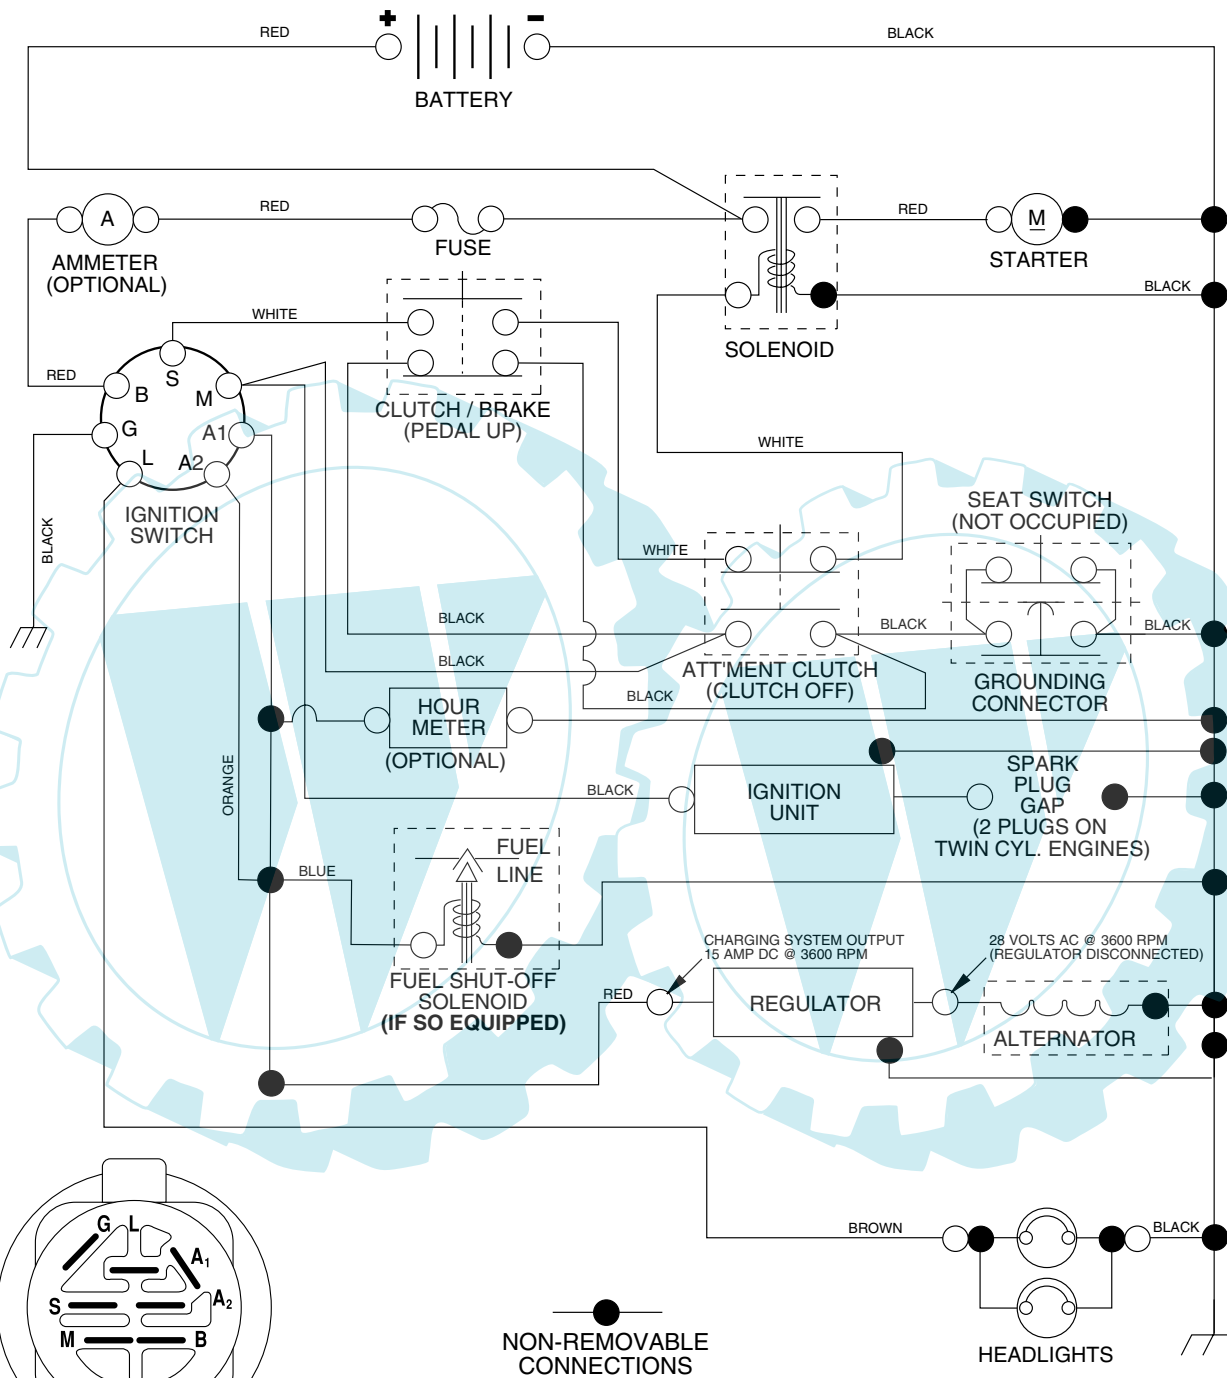 + −
RED
BLACK
BATTERY
A
RED
RED
M
FUSE
AMMETER
(OPTIONAL)
STARTER
BLACK
WHITE
SOLENOID
RED
S
B
M
G
A1
L
A2
CLUTCH / BRAKE
(PEDAL UP)
WHITE
IGNITION
SWITCH
BLACK
SEAT SWITCH
(NOT OCCUPIED)
WHITE
BLACK
BLACK
BLACK
BLACK
ATT'MENT CLUTCH
(CLUTCH OFF)
BLACK
GROUNDING
CONNECTOR
HOUR
METER
(OPTIONAL)
ORANGE
BLACK
IGNITION
UNIT
SPARK
PLUG
GAP
(2 PLUGS ON
TWIN CYL. ENGINES)
FUEL
LINE
BLUE
CHARGING SYSTEM OUTPUT
15 AMP DC @ 3600 RPM
28 VOLTS AC @ 3600 RPM
(REGULATOR DISCONNECTED)
FUEL SHUT-OFF
SOLENOID
(IF SO EQUIPPED)
RED
REGULATOR
ALTERNATOR
BROWN
BLACK
G L
A1
S
A2
M
B
NON-REMOVABLE
CONNECTIONS
HEADLIGHTS